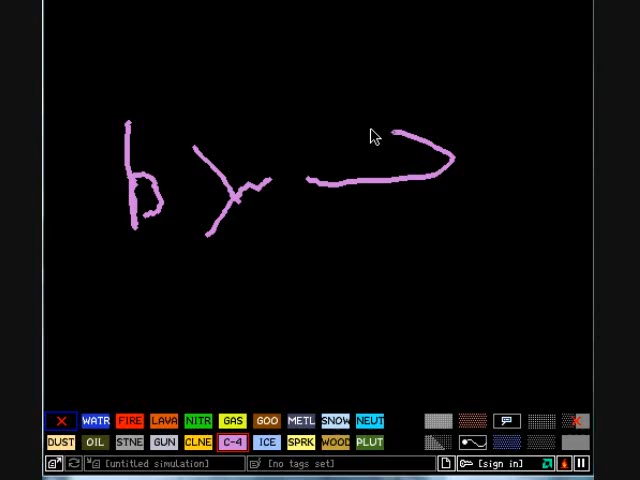 by
WATR FIRE LAVA NITR GAS GOO METL SNOW NEUT
DUST OIL STNE GUN CLNE C-4 ICE SPRK WOOD PLUT
[untitled simulation] [no tags set] [sign in]